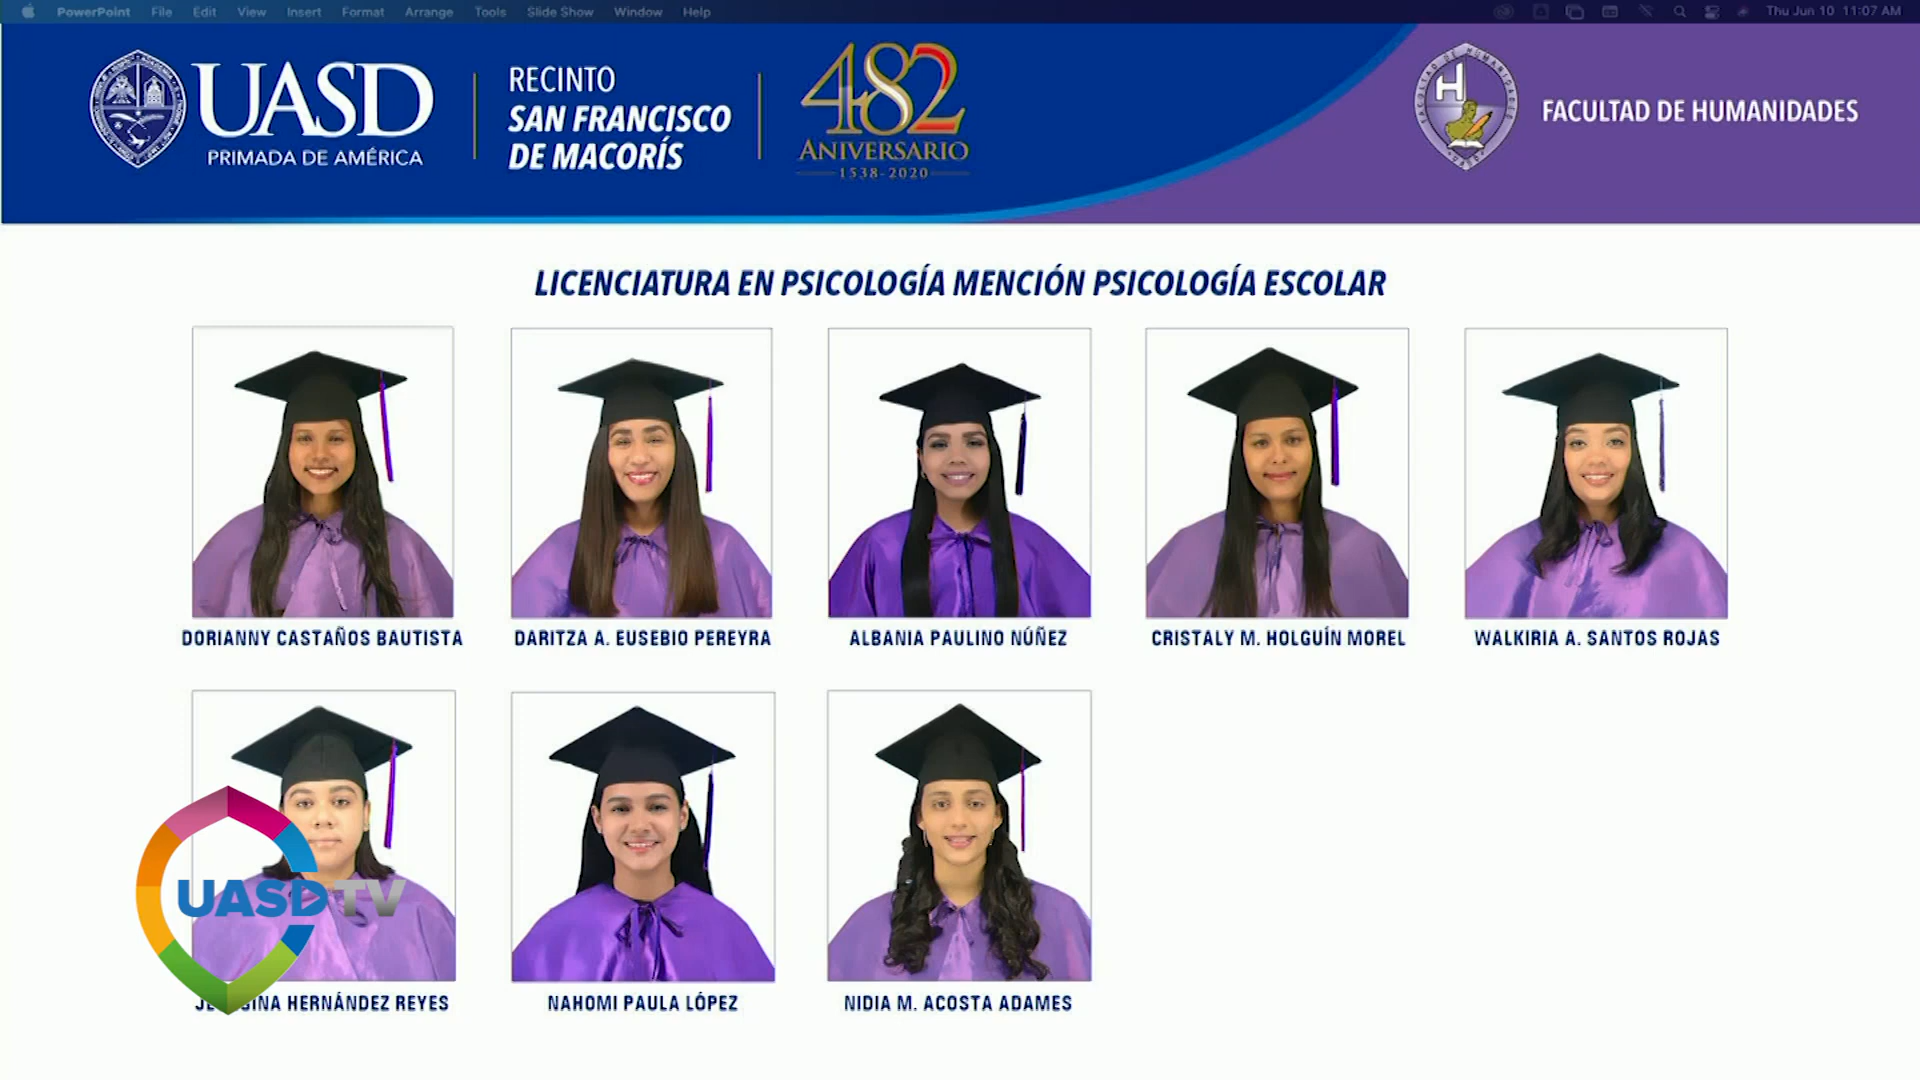 PowerPoint File Edit View Insert Format Arrange Tools Slide Show Window Help Thu Jun 10 11:07 AM
UASD
PRIMADA DE AMÉRICA
RECINTO
SAN FRANCISCO
DE MACORÍS
482
ANIVERSARIO
1538-2020
FACULTAD DE HUMANIDADES
LICENCIATURA EN PSICOLOGÍA MENCIÓN PSICOLOGÍA ESCOLAR
DORIANNY CASTAÑOS BAUTISTA
DARITZA A. EUSEBIO PEREYRA
ALBANIA PAULINO NÚÑEZ
CRISTALY M. HOLGUÍN MOREL
WALKIRIA A. SANTOS ROJAS
UASDTV
HERNÁNDEZ REYES
NAHOMI PAULA LÓPEZ
NIDIA M. ACOSTA ADAMES